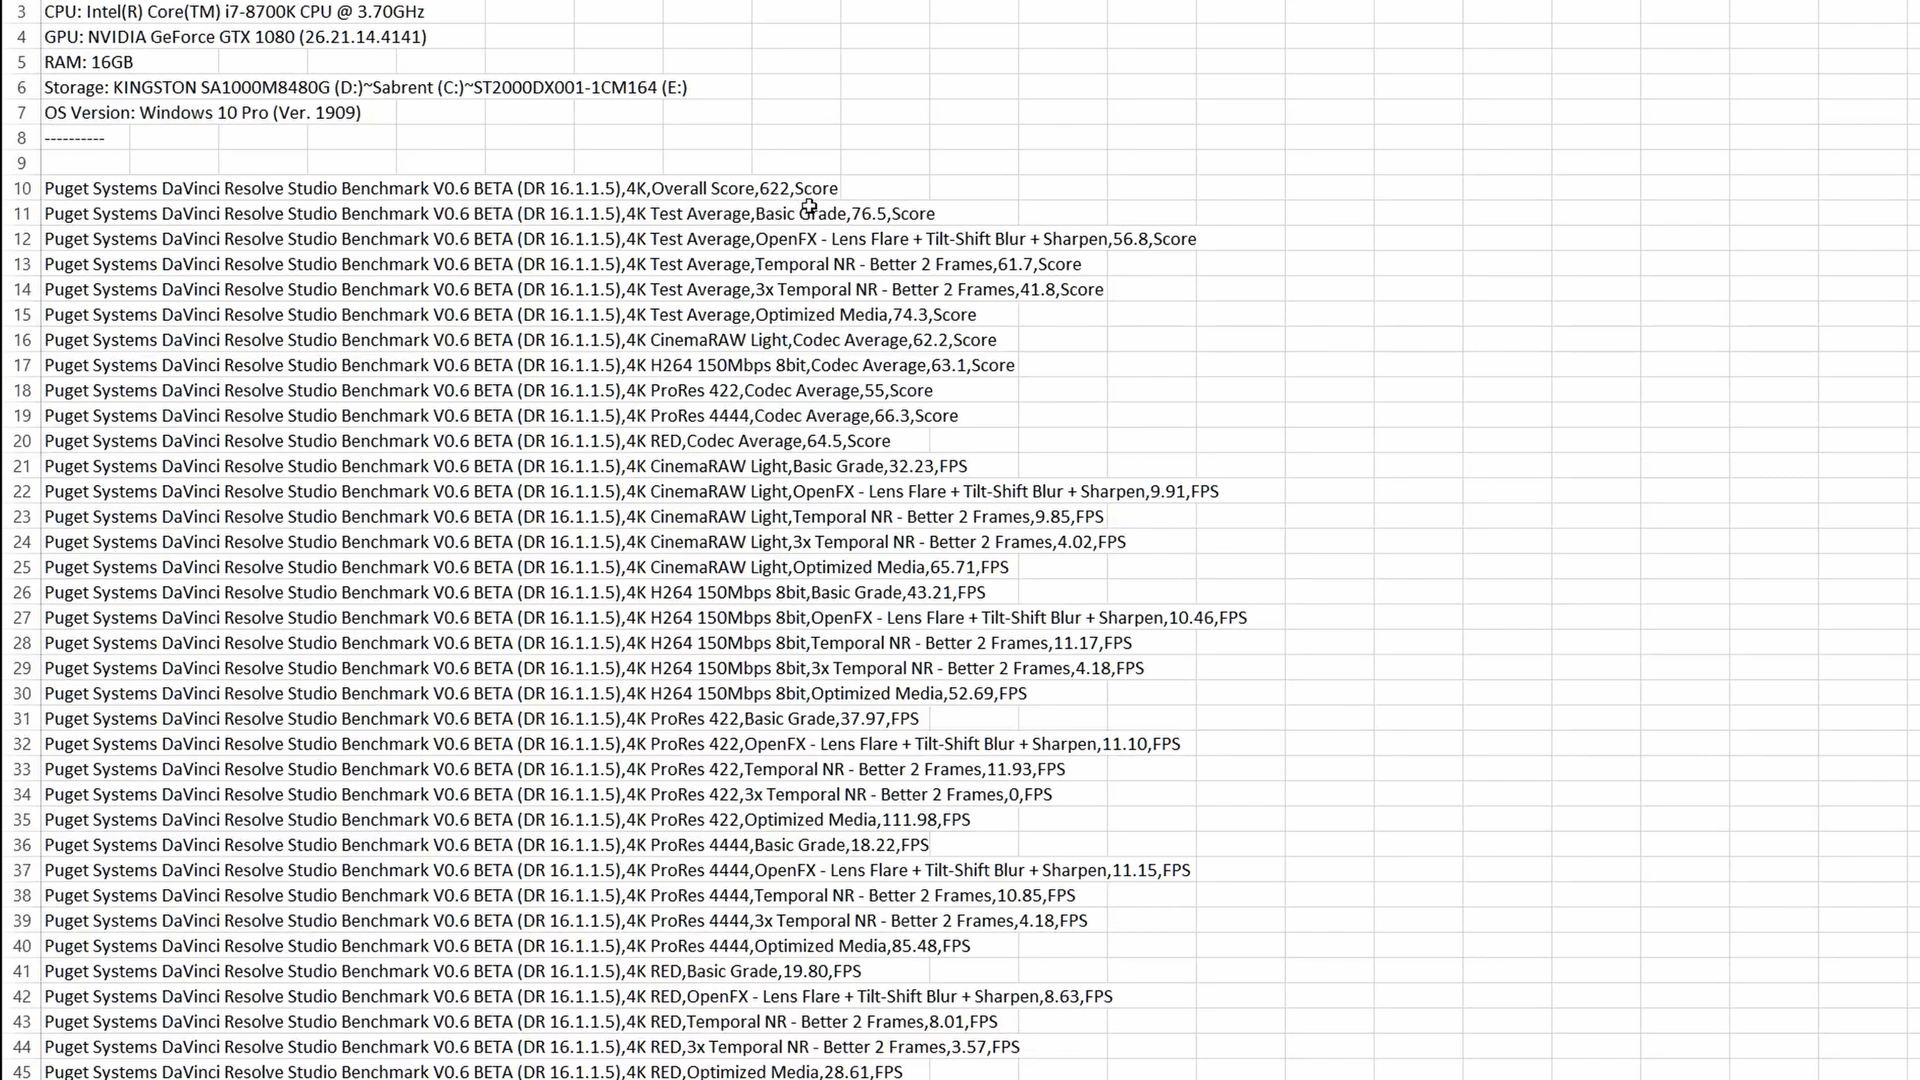 3 CPU: Intel(R) Core(TM) i7-8700K CPU @ 3.70GHz
4 GPU: NVIDIA GeForce GTX 1080 (26.21.14.4141)
5 RAM: 16GB
6 Storage: KINGSTON SA1000M8480G (D:)~Sabrent (C:)~ST2000DX001-1CM164 (E:)
7 OS Version: Windows 10 Pro (Ver. 1909)
8 ----------
9
10 Puget Systems DaVinci Resolve Studio Benchmark V0.6 BETA (DR 16.1.1.5),4K,Overall Score,622,Score
11 Puget Systems DaVinci Resolve Studio Benchmark V0.6 BETA (DR 16.1.1.5),4K Test Average,Basic Grade,76.5,Score
12 Puget Systems DaVinci Resolve Studio Benchmark V0.6 BETA (DR 16.1.1.5),4K Test Average,OpenFX - Lens Flare + Tilt-Shift Blur + Sharpen,56.8,Score
13 Puget Systems DaVinci Resolve Studio Benchmark V0.6 BETA (DR 16.1.1.5),4K Test Average,Temporal NR - Better 2 Frames,61.7,Score
14 Puget Systems DaVinci Resolve Studio Benchmark V0.6 BETA (DR 16.1.1.5),4K Test Average,3x Temporal NR - Better 2 Frames,41.8,Score
15 Puget Systems DaVinci Resolve Studio Benchmark V0.6 BETA (DR 16.1.1.5),4K Test Average,Optimized Media,74.3,Score
16 Puget Systems DaVinci Resolve Studio Benchmark V0.6 BETA (DR 16.1.1.5),4K CinemaRAW Light,Codec Average,62.2,Score
17 Puget Systems DaVinci Resolve Studio Benchmark V0.6 BETA (DR 16.1.1.5),4K H264 150Mbps 8bit,Codec Average,63.1,Score
18 Puget Systems DaVinci Resolve Studio Benchmark V0.6 BETA (DR 16.1.1.5),4K ProRes 422,Codec Average,55,Score
19 Puget Systems DaVinci Resolve Studio Benchmark V0.6 BETA (DR 16.1.1.5),4K ProRes 4444,Codec Average,66.3,Score
20 Puget Systems DaVinci Resolve Studio Benchmark V0.6 BETA (DR 16.1.1.5),4K RED,Codec Average,64.5,Score
21 Puget Systems DaVinci Resolve Studio Benchmark V0.6 BETA (DR 16.1.1.5),4K CinemaRAW Light,Basic Grade,32.23,FPS
22 Puget Systems DaVinci Resolve Studio Benchmark V0.6 BETA (DR 16.1.1.5),4K CinemaRAW Light,OpenFX - Lens Flare + Tilt-Shift Blur + Sharpen,9.91,FPS
23 Puget Systems DaVinci Resolve Studio Benchmark V0.6 BETA (DR 16.1.1.5),4K CinemaRAW Light,Temporal NR - Better 2 Frames,9.85,FPS
24 Puget Systems DaVinci Resolve Studio Benchmark V0.6 BETA (DR 16.1.1.5),4K CinemaRAW Light,3x Temporal NR - Better 2 Frames,4.02,FPS
25 Puget Systems DaVinci Resolve Studio Benchmark V0.6 BETA (DR 16.1.1.5),4K CinemaRAW Light,Optimized Media,65.71,FPS
26 Puget Systems DaVinci Resolve Studio Benchmark V0.6 BETA (DR 16.1.1.5),4K H264 150Mbps 8bit,Basic Grade,43.21,FPS
27 Puget Systems DaVinci Resolve Studio Benchmark V0.6 BETA (DR 16.1.1.5),4K H264 150Mbps 8bit,OpenFX - Lens Flare + Tilt-Shift Blur + Sharpen,10.46,FPS
28 Puget Systems DaVinci Resolve Studio Benchmark V0.6 BETA (DR 16.1.1.5),4K H264 150Mbps 8bit,Temporal NR - Better 2 Frames,11.17,FPS
29 Puget Systems DaVinci Resolve Studio Benchmark V0.6 BETA (DR 16.1.1.5),4K H264 150Mbps 8bit,3x Temporal NR - Better 2 Frames,4.18,FPS
30 Puget Systems DaVinci Resolve Studio Benchmark V0.6 BETA (DR 16.1.1.5),4K H264 150Mbps 8bit,Optimized Media,52.69,FPS
31 Puget Systems DaVinci Resolve Studio Benchmark V0.6 BETA (DR 16.1.1.5),4K ProRes 422,Basic Grade,37.97,FPS
32 Puget Systems DaVinci Resolve Studio Benchmark V0.6 BETA (DR 16.1.1.5),4K ProRes 422,OpenFX - Lens Flare + Tilt-Shift Blur + Sharpen,11.10,FPS
33 Puget Systems DaVinci Resolve Studio Benchmark V0.6 BETA (DR 16.1.1.5),4K ProRes 422,Temporal NR - Better 2 Frames,11.93,FPS
34 Puget Systems DaVinci Resolve Studio Benchmark V0.6 BETA (DR 16.1.1.5),4K ProRes 422,3x Temporal NR - Better 2 Frames,0,FPS
35 Puget Systems DaVinci Resolve Studio Benchmark V0.6 BETA (DR 16.1.1.5),4K ProRes 422,Optimized Media,111.98,FPS
36 Puget Systems DaVinci Resolve Studio Benchmark V0.6 BETA (DR 16.1.1.5),4K ProRes 4444,Basic Grade,18.22,FPS
37 Puget Systems DaVinci Resolve Studio Benchmark V0.6 BETA (DR 16.1.1.5),4K ProRes 4444,OpenFX - Lens Flare + Tilt-Shift Blur + Sharpen,11.15,FPS
38 Puget Systems DaVinci Resolve Studio Benchmark V0.6 BETA (DR 16.1.1.5),4K ProRes 4444,Temporal NR - Better 2 Frames,10.85,FPS
39 Puget Systems DaVinci Resolve Studio Benchmark V0.6 BETA (DR 16.1.1.5),4K ProRes 4444,3x Temporal NR - Better 2 Frames,4.18,FPS
40 Puget Systems DaVinci Resolve Studio Benchmark V0.6 BETA (DR 16.1.1.5),4K ProRes 4444,Optimized Media,85.48,FPS
41 Puget Systems DaVinci Resolve Studio Benchmark V0.6 BETA (DR 16.1.1.5),4K RED,Basic Grade,19.80,FPS
42 Puget Systems DaVinci Resolve Studio Benchmark V0.6 BETA (DR 16.1.1.5),4K RED,OpenFX - Lens Flare + Tilt-Shift Blur + Sharpen,8.63,FPS
43 Puget Systems DaVinci Resolve Studio Benchmark V0.6 BETA (DR 16.1.1.5),4K RED,Temporal NR - Better 2 Frames,8.01,FPS
44 Puget Systems DaVinci Resolve Studio Benchmark V0.6 BETA (DR 16.1.1.5),4K RED,3x Temporal NR - Better 2 Frames,3.57,FPS
45 Puget Systems DaVinci Resolve Studio Benchmark V0.6 BETA (DR 16.1.1.5),4K RED,Optimized Media,28.61,FPS